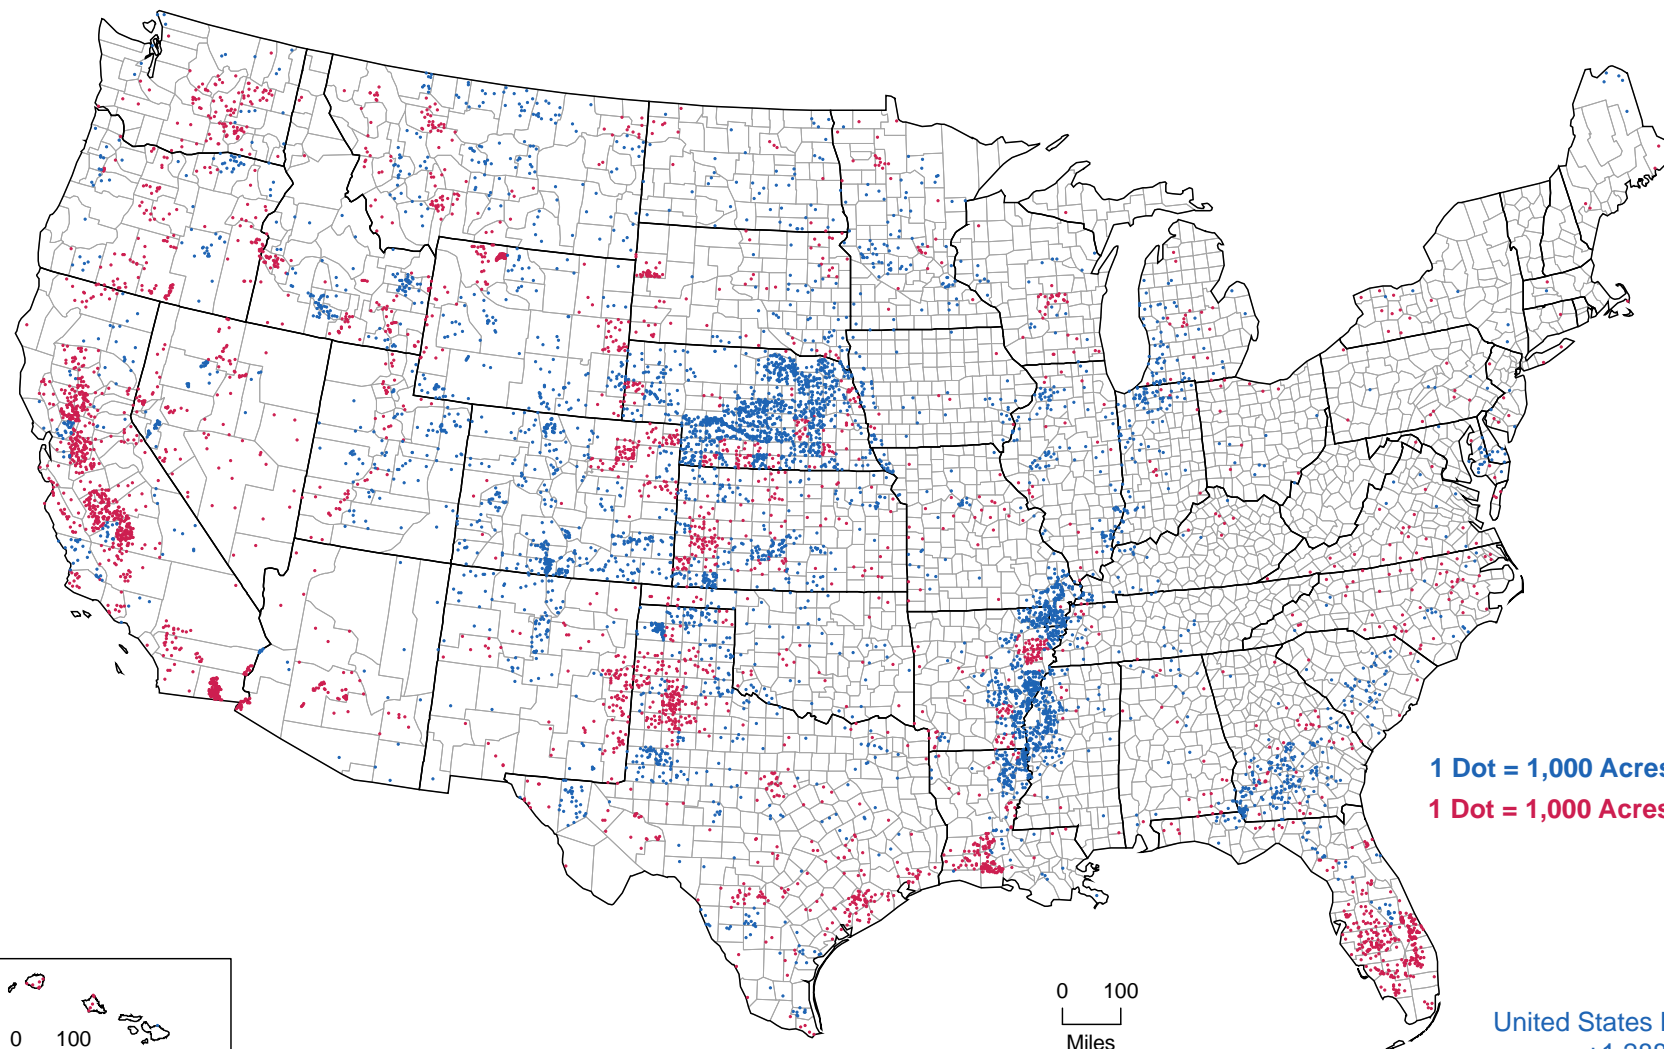 1 Dot = 1,000 Acres
1 Dot = 1,000 Acres
0 100
Miles
0 100
United States